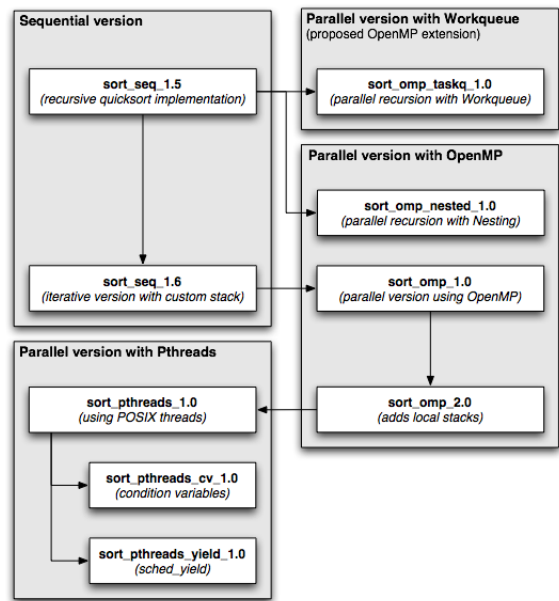 Sequential version
sort_seq_1.5
(recursive quicksort implementation)
sort_seq_1.6
(iterative version with custom stack)
Parallel version with Workqueue
(proposed OpenMP extension)
sort_omp_taskq_1.0
(parallel recursion with Workqueue)
Parallel version with OpenMP
sort_omp_nested_1.0
(parallel recursion with Nesting)
sort_omp_1.0
(parallel version using OpenMP)
sort_omp_2.0
(adds local stacks)
Parallel version with Pthreads
sort_pthreads_1.0
(using POSIX threads)
sort_pthreads_cv_1.0
(condition variables)
sort_pthreads_yield_1.0
(sched_yield)